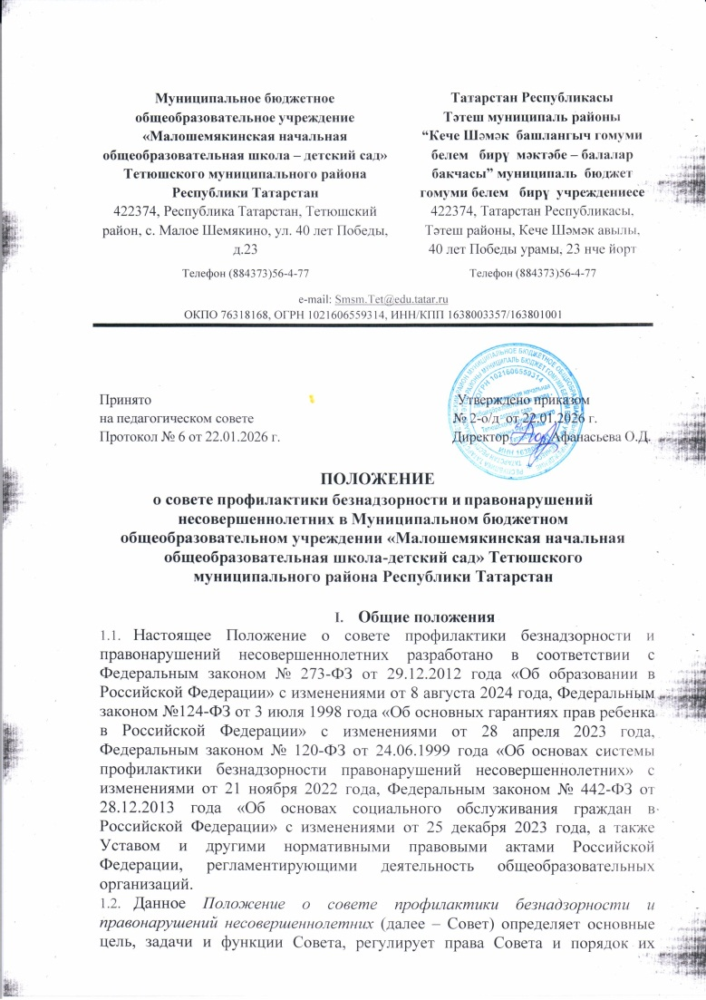 Муниципальное бюджетное
общеобразовательное учреждение
«Малошемякинская начальная
общеобразовательная школа – детский сад»
Тетюшского муниципального района
Республики Татарстан
422374, Республика Татарстан, Тетюшский
район, с. Малое Шемякино, ул. 40 лет Победы,
д.23
Телефон (884373)56-4-77
Татарстан Республикасы
Тәтеш муниципаль районы
“Кече Шәмәк башлангыч гомуми
белем бирү мәктәбе – балалар
бакчасы” муниципаль бюджет
гомуми белем бирү учреждениесе
422374, Татарстан Республикасы,
Тәтеш районы, Кече Шәмәк авылы,
40 лет Победы урамы, 23 нче йорт
Телефон (884373)56-4-77
e-mail: Smsm.Tet@edu.tatar.ru
ОКПО 76318168, ОГРН 1021606559314, ИНН/КПП 1638003357/163801001
Принято
на педагогическом совете
Протокол № 6 от 22.01.2026 г.
Утверждено приказом
№ 2-о/д от 22.01.2026 г.
Директор Афанасьева О.Д.
ОГРН 1021606559314
ПОЛОЖЕНИЕ
о совете профилактики безнадзорности и правонарушений
несовершеннолетних в Муниципальном бюджетном
общеобразовательном учреждении «Малошемякинская начальная
общеобразовательная школа-детский сад» Тетюшского
муниципального района Республики Татарстан
I. Общие положения
1.1. Настоящее Положение о совете профилактики безнадзорности и
правонарушений несовершеннолетних разработано в соответствии с
Федеральным законом № 273-ФЗ от 29.12.2012 года «Об образовании в
Российской Федерации» с изменениями от 8 августа 2024 года, Федеральным
законом №124-ФЗ от 3 июля 1998 года «Об основных гарантиях прав ребенка
в Российской Федерации» с изменениями от 28 апреля 2023 года,
Федеральным законом № 120-ФЗ от 24.06.1999 года «Об основах системы
профилактики безнадзорности правонарушений несовершеннолетних» с
изменениями от 21 ноября 2022 года, Федеральным законом № 442-ФЗ от
28.12.2013 года «Об основах социального обслуживания граждан в
Российской Федерации» с изменениями от 25 декабря 2023 года, а также
Уставом и другими нормативными правовыми актами Российской
Федерации, регламентирующими деятельность общеобразовательных
организаций.
1.2. Данное Положение о совете профилактики безнадзорности и
правонарушений несовершеннолетних (далее – Совет) определяет основные
цель, задачи и функции Совета, регулирует права Совета и порядок их